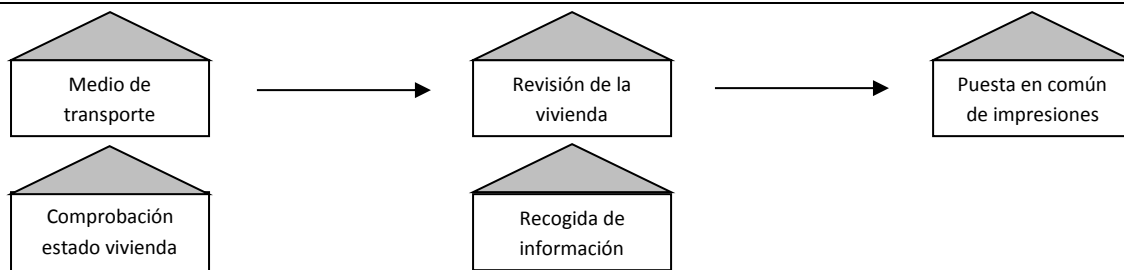 Medio de
transporte
Revisión de la
vivienda
Puesta en común
de impresiones
Comprobación
estado vivienda
Recogida de
información